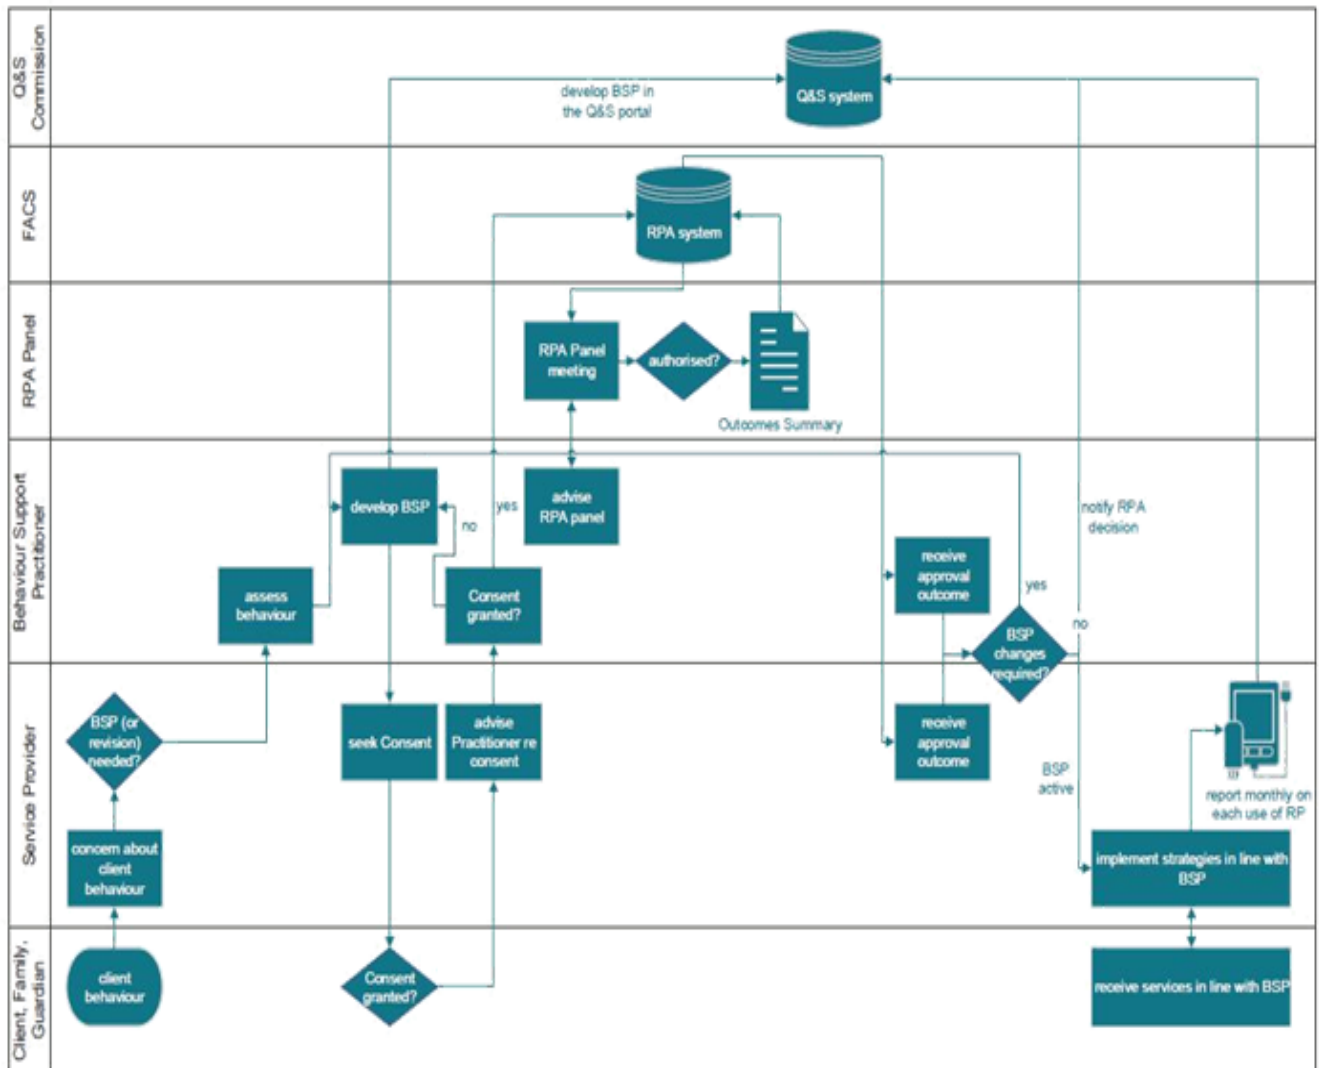 Q&S
Commission
Q&S system
develop BSP in
the Q&S portal
FACS
RPA system
RPA Panel
RPA Panel
meeting
authorised?
Outcomes Summary
Behaviour Support
Practitioner
develop BSP
yes
no
advise
RPA panel
assess
behaviour
Consent
granted?
notify RPA
decision
receive
approval
outcome
yes
no
BSP
changes
required?
Service Provider
BSP (or
revision)
needed?
seek Consent
advise
Practitioner re
consent
receive
approval
outcome
BSP
active
report monthly on
each use of RP
concern about
client
behaviour
implement strategies in line with
BSP
Client, Family,
Guardian
client
behaviour
Consent
granted?
receive services in line with BSP